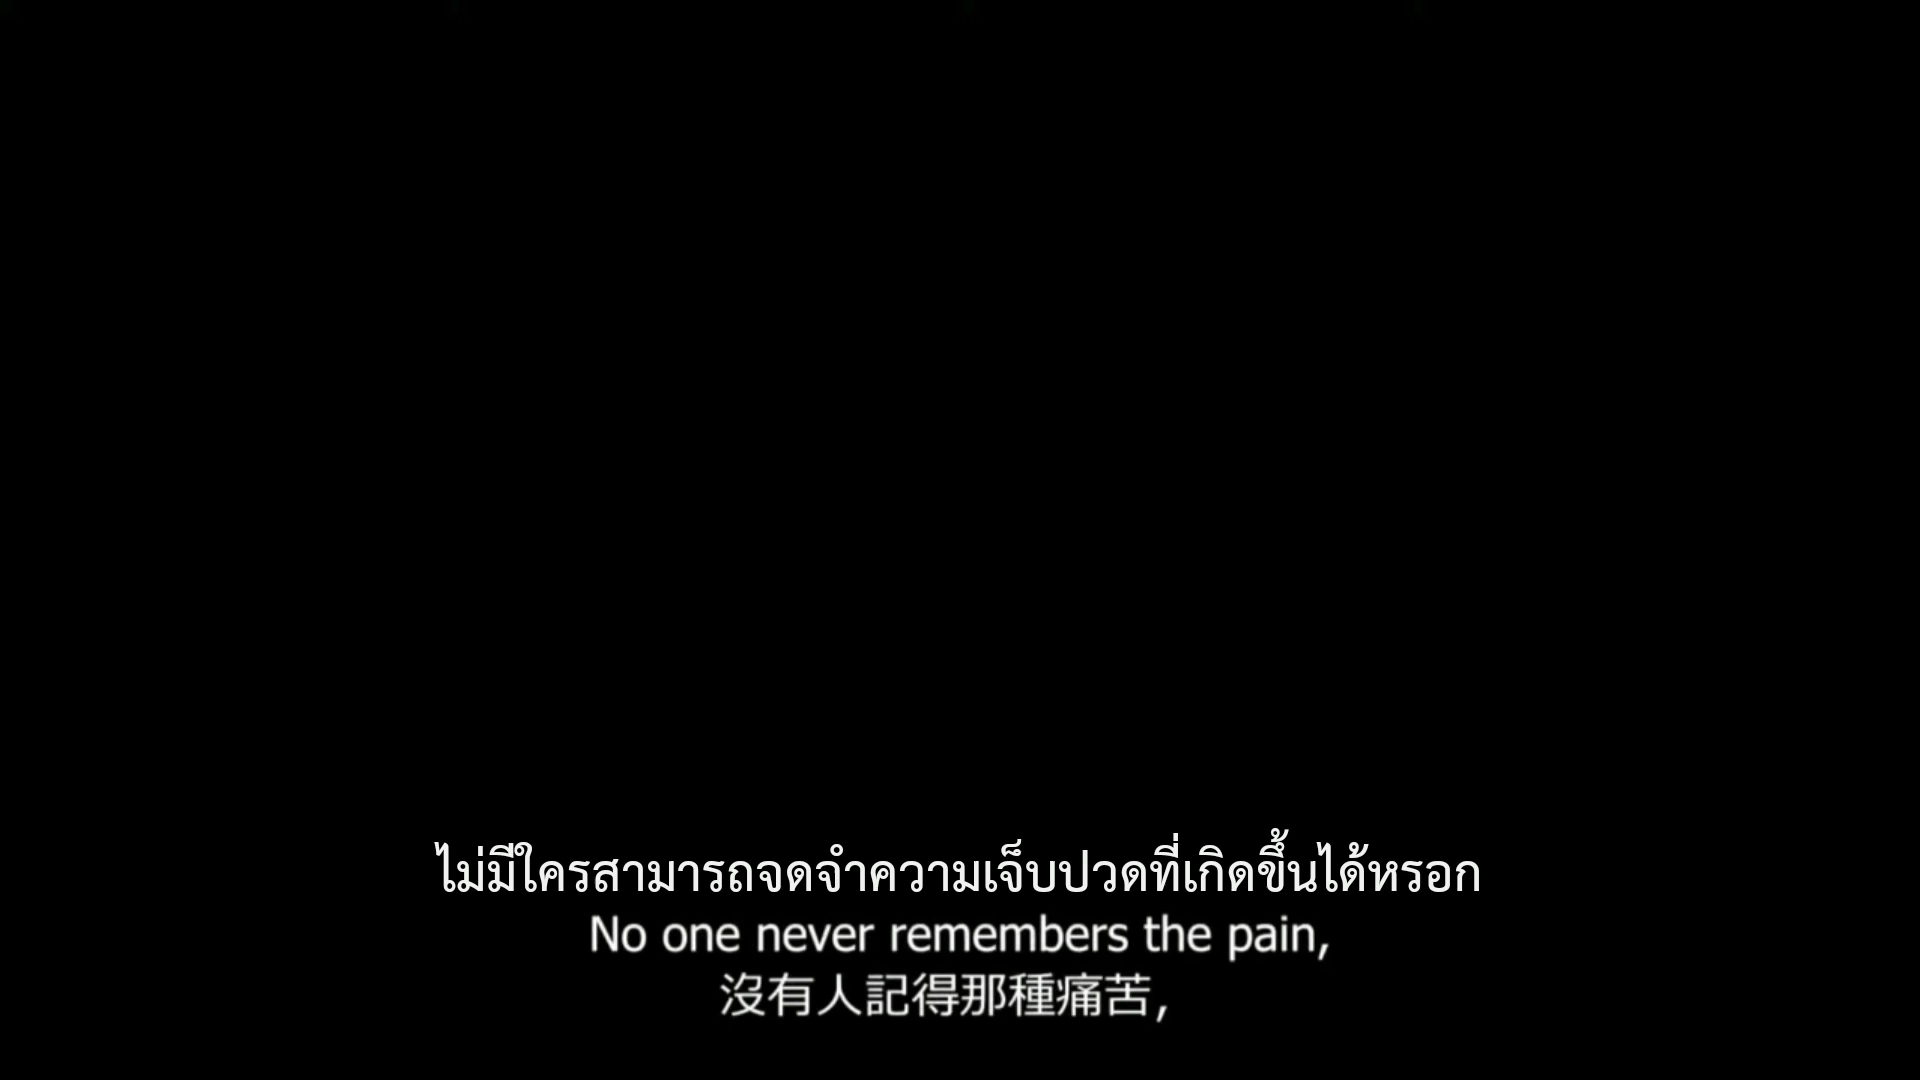 ไม่มีใครสามารถจดจำความเจ็บปวดที่เกิดขึ้นได้หรอก
No one never remembers the pain,
沒有人記得那種痛苦,